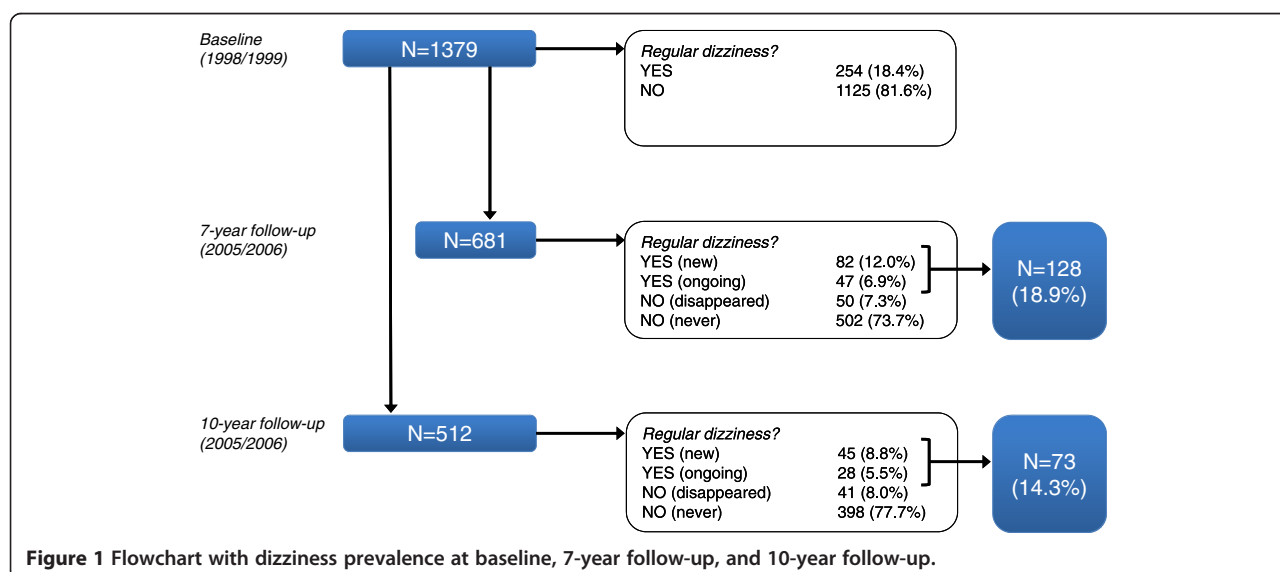 Baseline
(1998/1999)
N=1379
Regular dizziness?
YES 254 (18.4%)
NO 1125 (81.6%)
7-year follow-up
(2005/2006)
N=681
Regular dizziness?
YES (new) 82 (12.0%)
YES (ongoing) 47 (6.9%)
NO (disappeared) 50 (7.3%)
NO (never) 502 (73.7%)
N=128
(18.9%)
10-year follow-up
(2005/2006)
N=512
Regular dizziness?
YES (new) 45 (8.8%)
YES (ongoing) 28 (5.5%)
NO (disappeared) 41 (8.0%)
NO (never) 398 (77.7%)
N=73
(14.3%)
Figure 1 Flowchart with dizziness prevalence at baseline, 7-year follow-up, and 10-year follow-up.